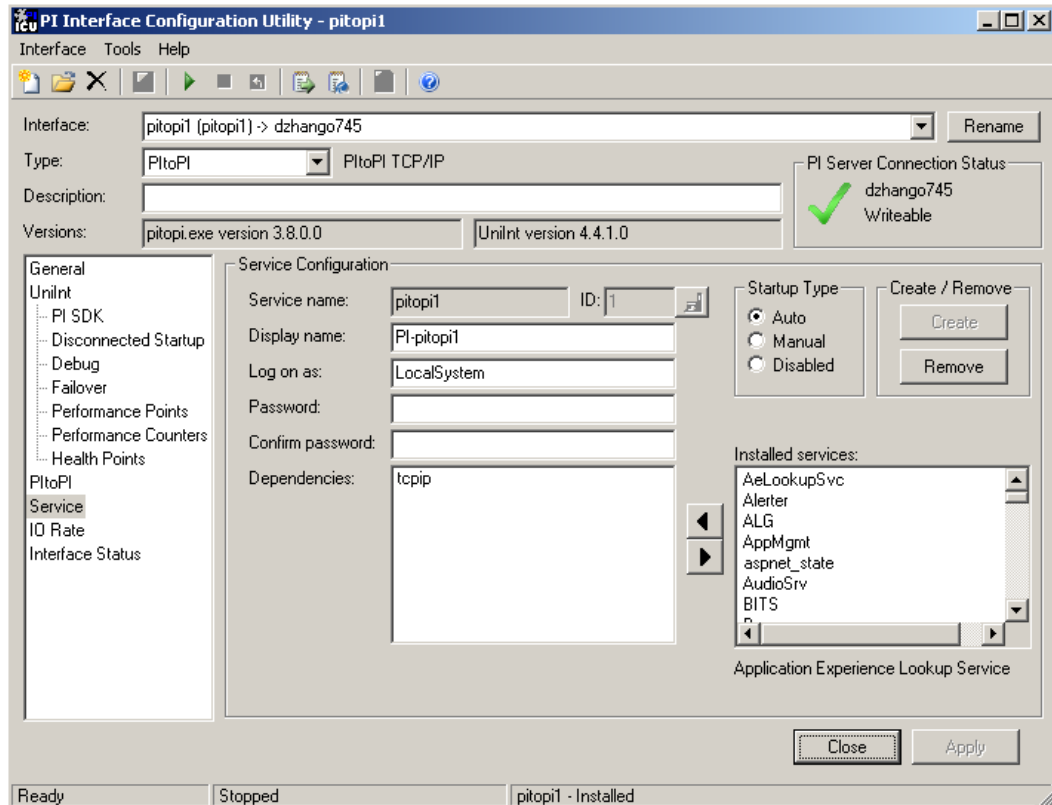 PI Interface Configuration Utility - pitopi1
Interface Tools Help
Interface: pitopi1 (pitopi1) -> dzhango745 Rename
Type: PItoPI PItoPI TCP/IP
Description:
Versions: pitopi.exe version 3.8.0.0 UniInt version 4.4.1.0
PI Server Connection Status
dzhango745
Writeable
General
UniInt
PI SDK
Disconnected Startup
Debug
Failover
Performance Points
Performance Counters
Health Points
PItoPI
Service
IO Rate
Interface Status
Service Configuration
Service name: pitopi1 ID: 1
Display name: PI-pitopi1
Log on as: LocalSystem
Password:
Confirm password:
Dependencies: tcpip
Startup Type
Auto
Manual
Disabled
Create / Remove
Create
Remove
Installed services:
AeLookupSvc
Alerter
ALG
AppMgmt
aspnet_state
AudioSrv
BITS
Application Experience Lookup Service
Close Apply
Ready Stopped pitopi1 - Installed